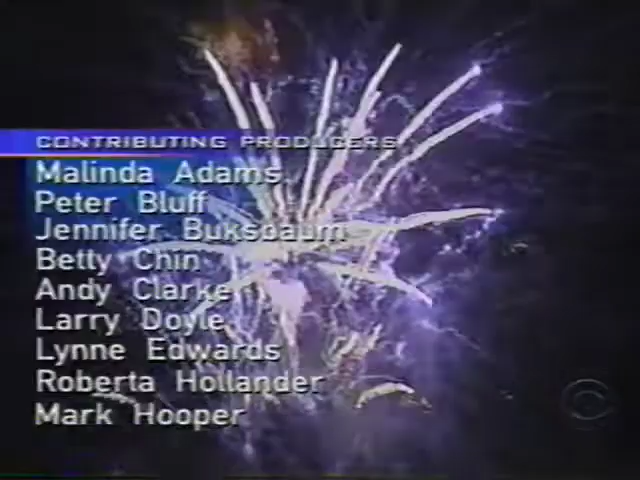 CONTRIBUTING PRODUCERS
Malinda Adams
Peter Bluff
Jennifer Buksbaum
Betty Chin
Andy Clarke
Larry Doyle
Lynne Edwards
Roberta Hollander
Mark Hooper